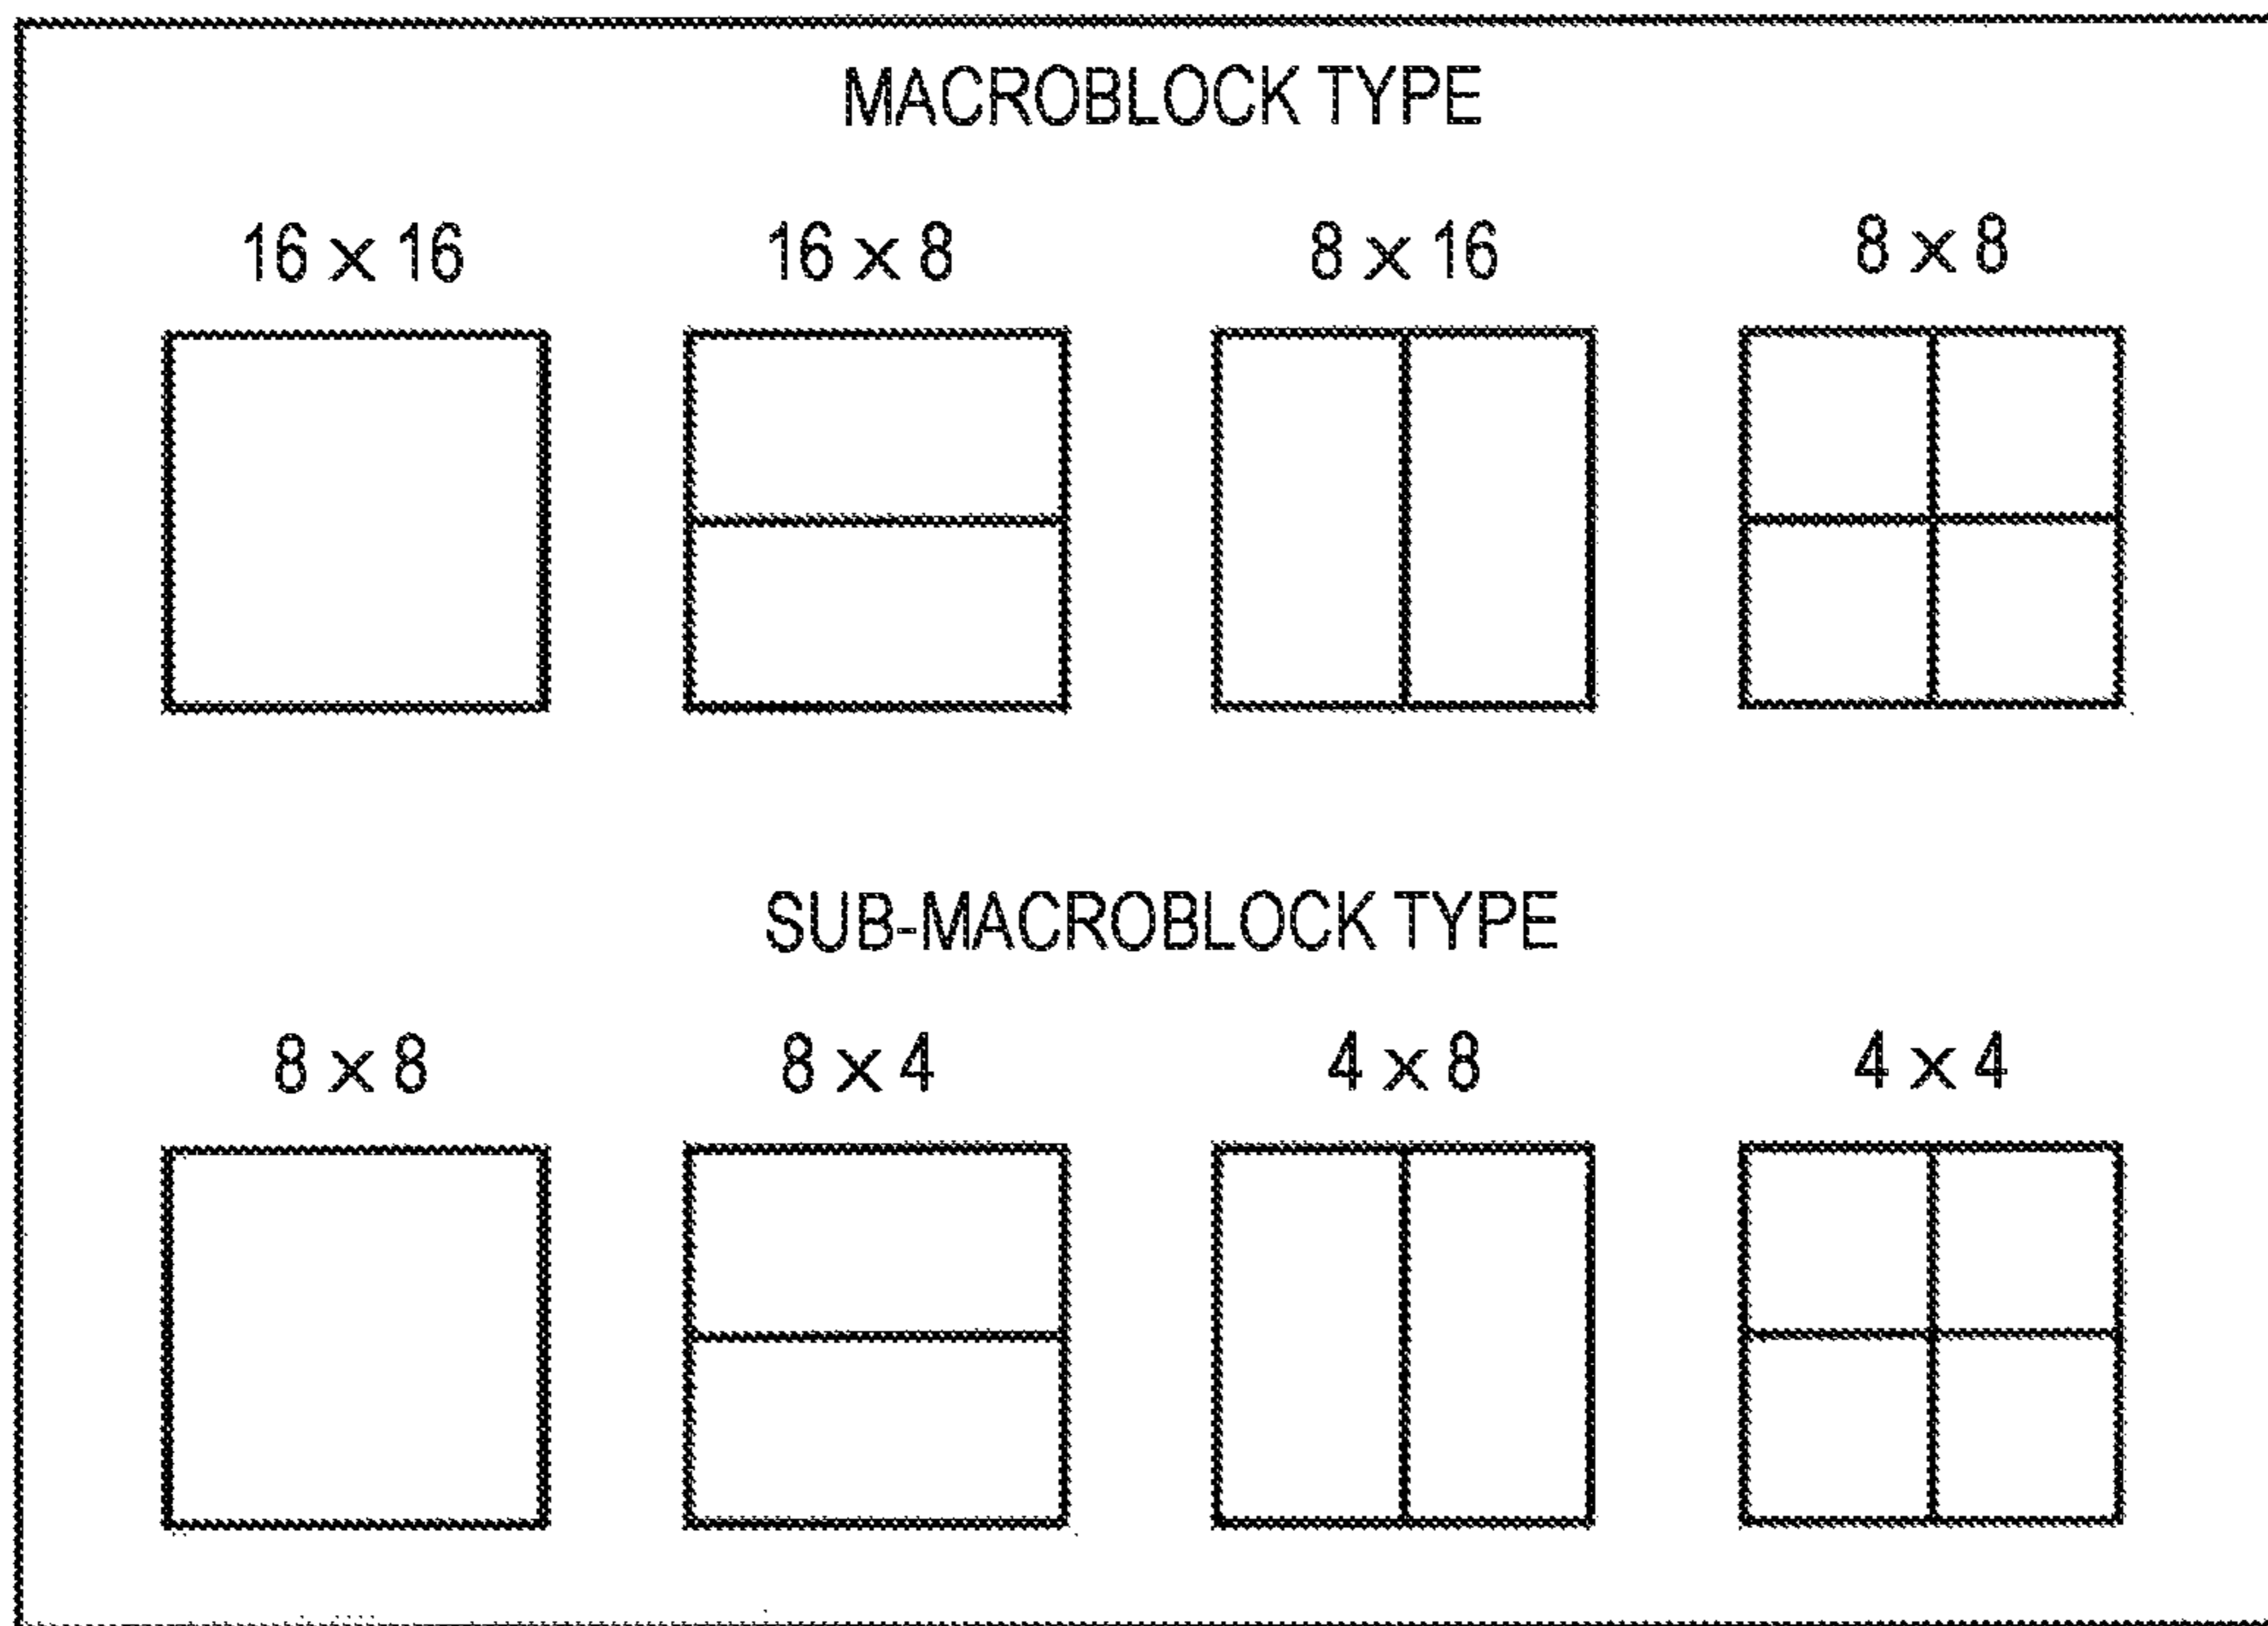 MACROBLOCK TYPE
16 x 16 16 x 8 8 x 16 8 x 8
SUB-MACROBLOCK TYPE
8 x 8 8 x 4 4 x 8 4 x 4